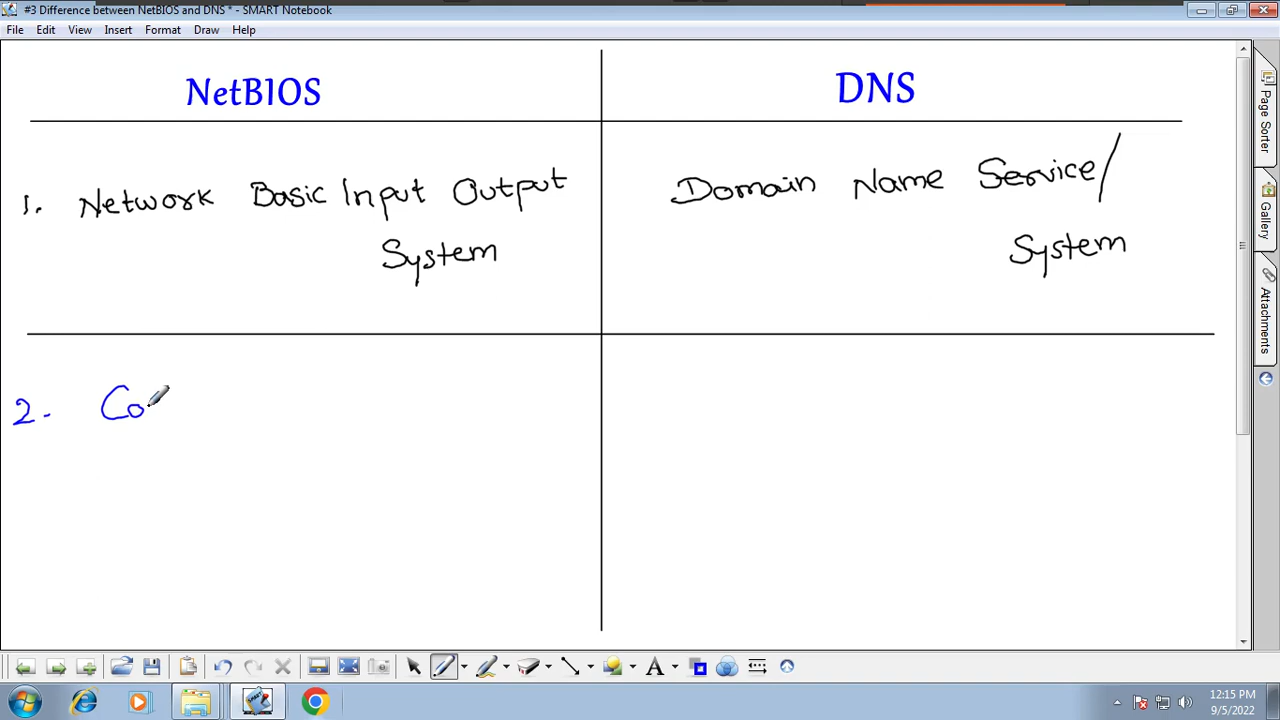 #3 Difference between NetBIOS and DNS * - SMART Notebook
File Edit View Insert Format Draw Help
NetBIOS DNS
1. Network Basic Input Output
System
Domain Name Service/
System
2. Co
Page Sorter
Gallery
Attachments
A
12:15 PM
9/5/2022